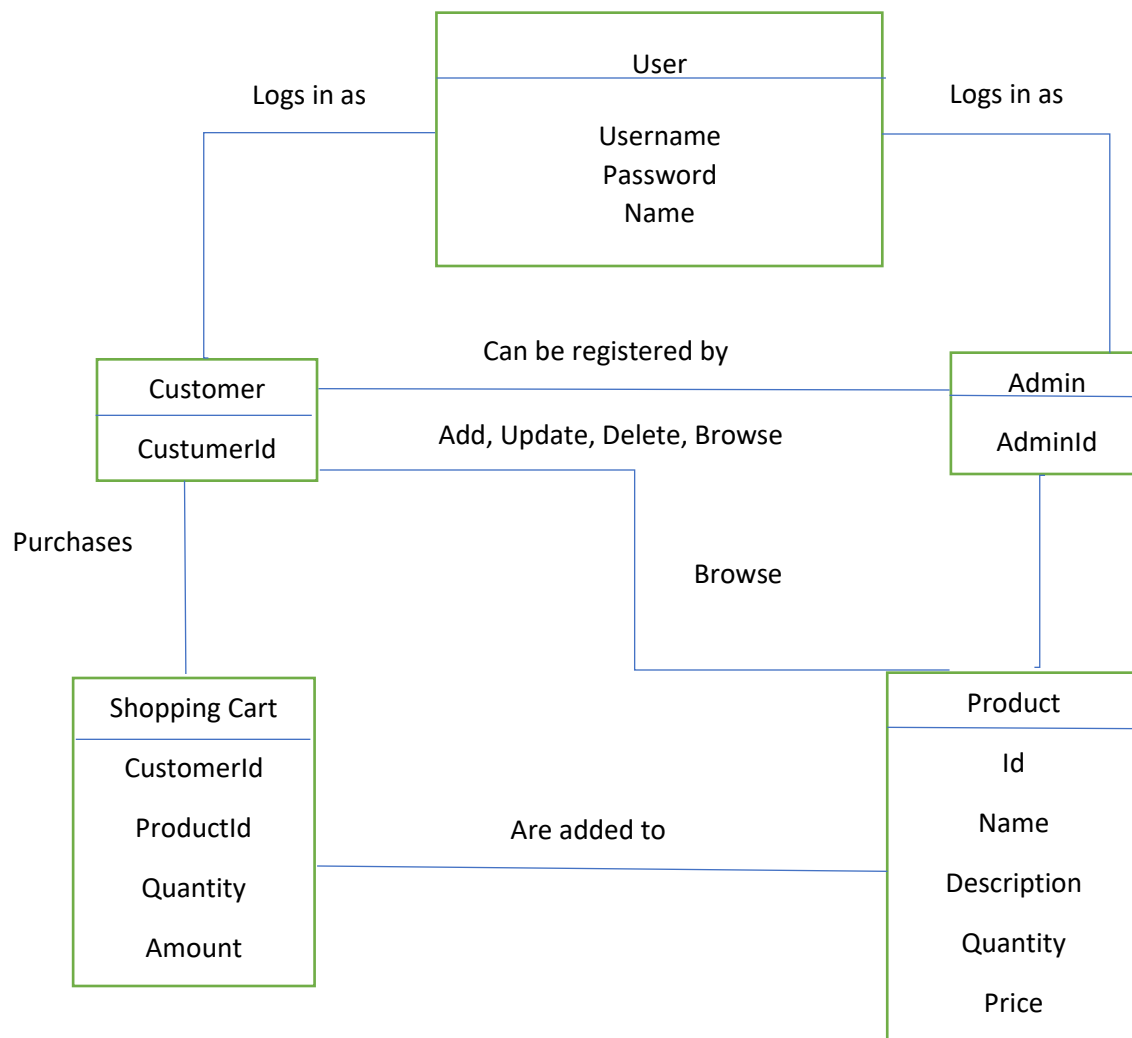 User
Logs in as
Logs in as
Username
Password
Name
Can be registered by
Customer
Admin
CustumerId
Add, Update, Delete, Browse
AdminId
Purchases
Browse
Shopping Cart
Product
CustomerId
Id
ProductId
Name
Are added to
Quantity
Description
Amount
Quantity
Price